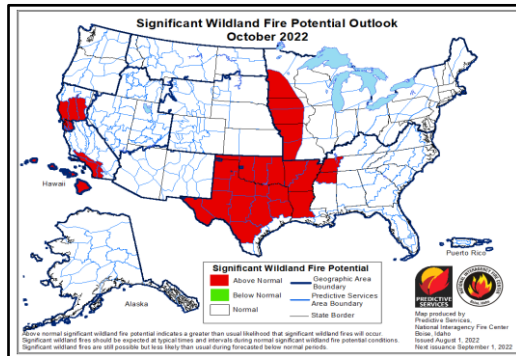 Significant Wildland Fire Potential Outlook
October 2022
Hawaii
Alaska
Puerto Rico
Significant Wildland Fire Potential
Above Normal
Below Normal
Normal
Geographic Area
Boundary
Predictive Services
Area Boundary
State Border
PREDICTIVE
SERVICES
Map produced by
Predictive Services,
National Interagency Fire Center
Boise, Idaho
Issued August 1, 2022
Next issuance September 1, 2022
Above normal significant wildland fire potential indicates a greater than usual likelihood that significant wildland fires will occur.
Significant wildland fires should be expected at typical times and intervals during normal significant wildland fire potential conditions.
Significant wildland fires are still possible but less likely than usual during forecasted below normal periods.